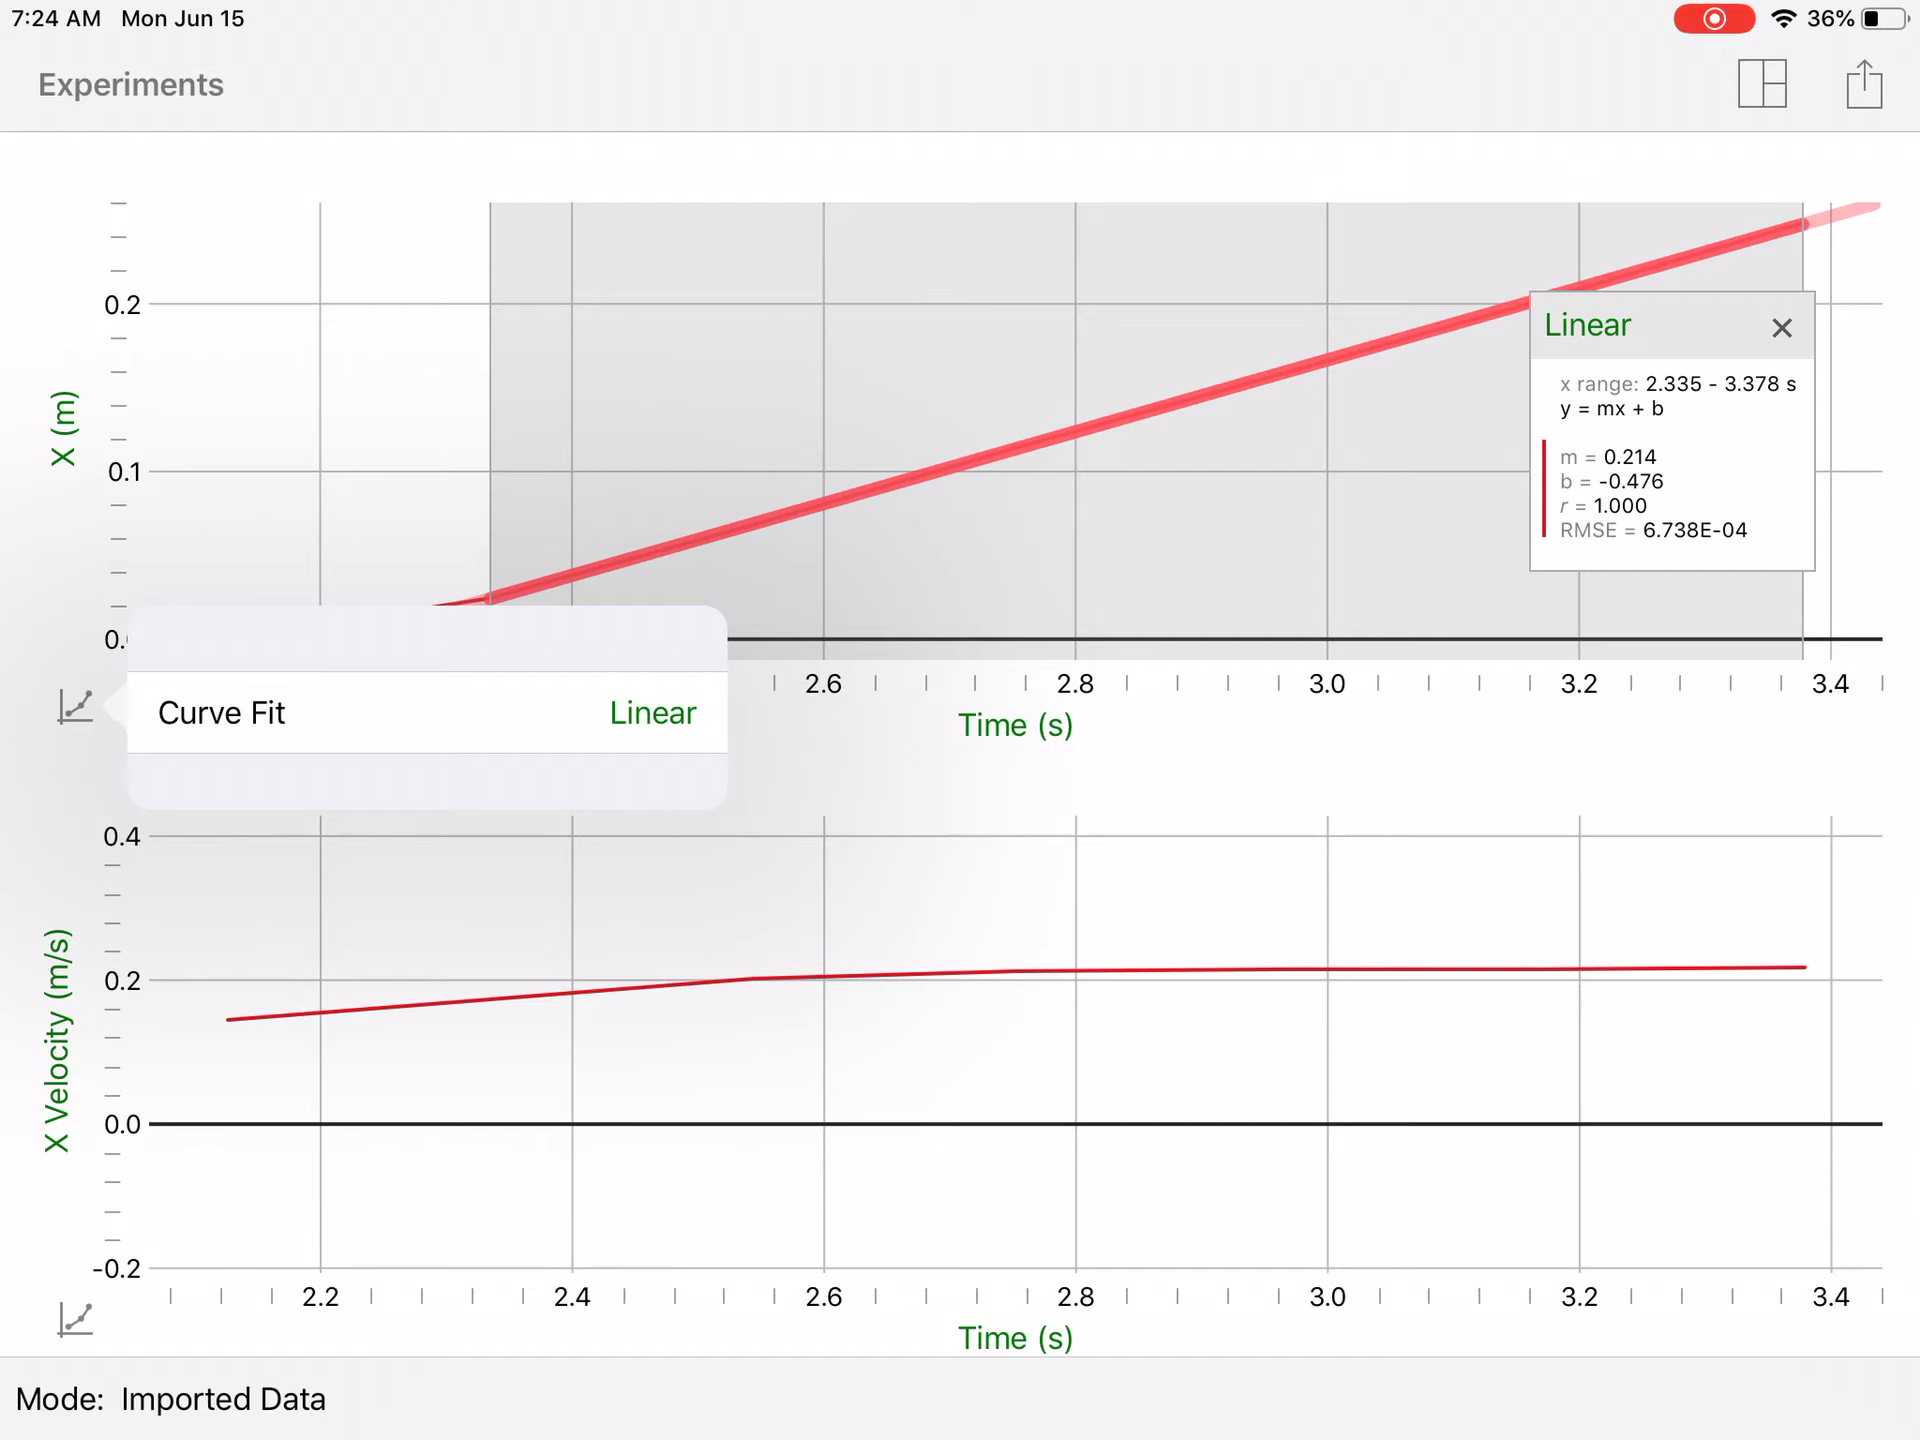 7:24 AM Mon Jun 15
36%
Experiments
0.2
0.1
0.
X (m)
Linear
x range: 2.335 - 3.378 s
y = mx + b
m = 0.214
b = -0.476
r = 1.000
RMSE = 6.738E-04
2.6 2.8 3.0 3.2 3.4
Time (s)
Curve Fit Linear
0.4
0.2
0.0
-0.2
X Velocity (m/s)
2.2 2.4 2.6 2.8 3.0 3.2 3.4
Time (s)
Mode: Imported Data